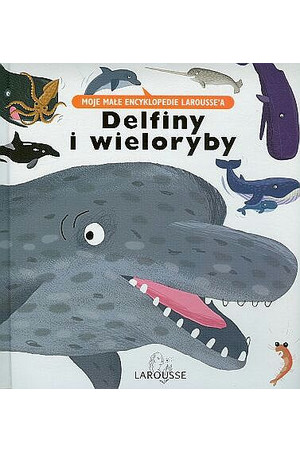 MOJE MAŁE ENCYKLOPEDIE LAROUSSE'A
Delfiny
i wieloryby
LAROUSSE